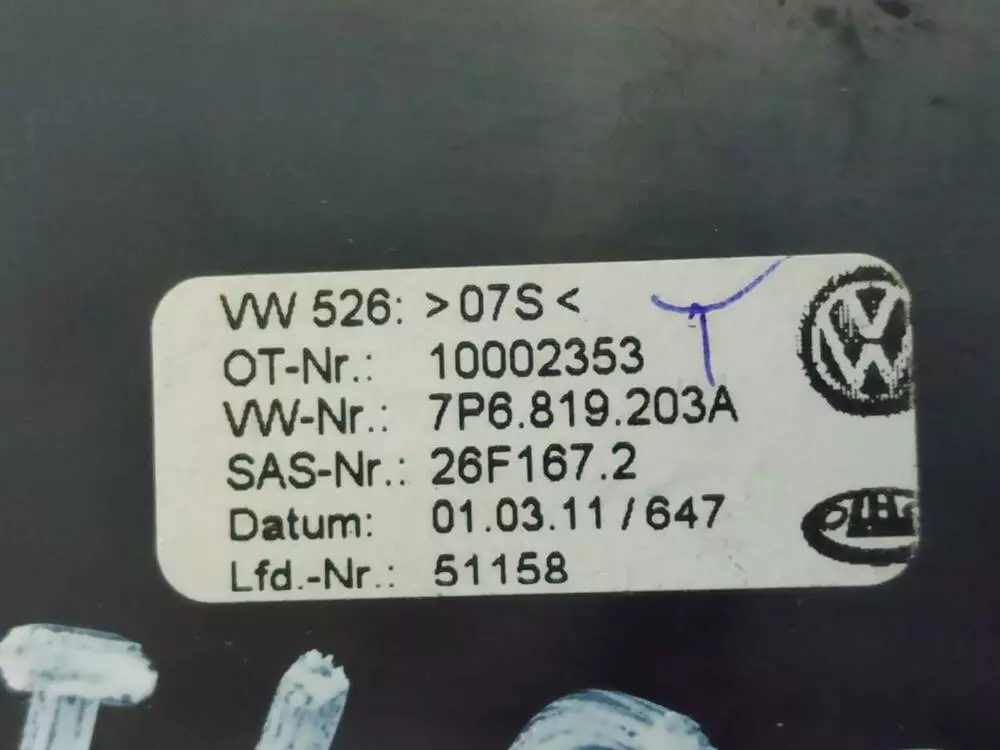 VW 526: >07S<
OT-Nr.: 10002353
VW-Nr.: 7P6.819.203A
SAS-Nr.: 26F167.2
Datum: 01.03.11 / 647
Lfd.-Nr.: 51158